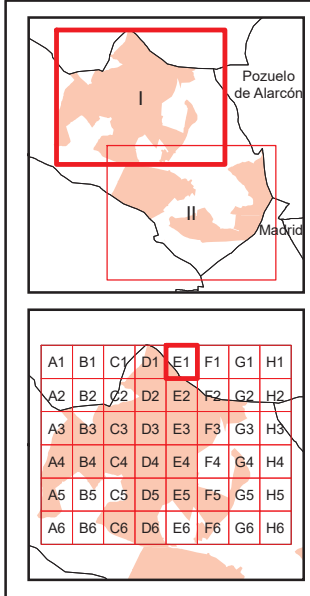 I
Pozuelo
de Alarcón
II
Madrid
A1 B1 C1 D1 E1 F1 G1 H1
A2 B2 C2 D2 E2 F2 G2 H2
A3 B3 C3 D3 E3 F3 G3 H3
A4 B4 C4 D4 E4 F4 G4 H4
A5 B5 C5 D5 E5 F5 G5 H5
A6 B6 C6 D6 E6 F6 G6 H6